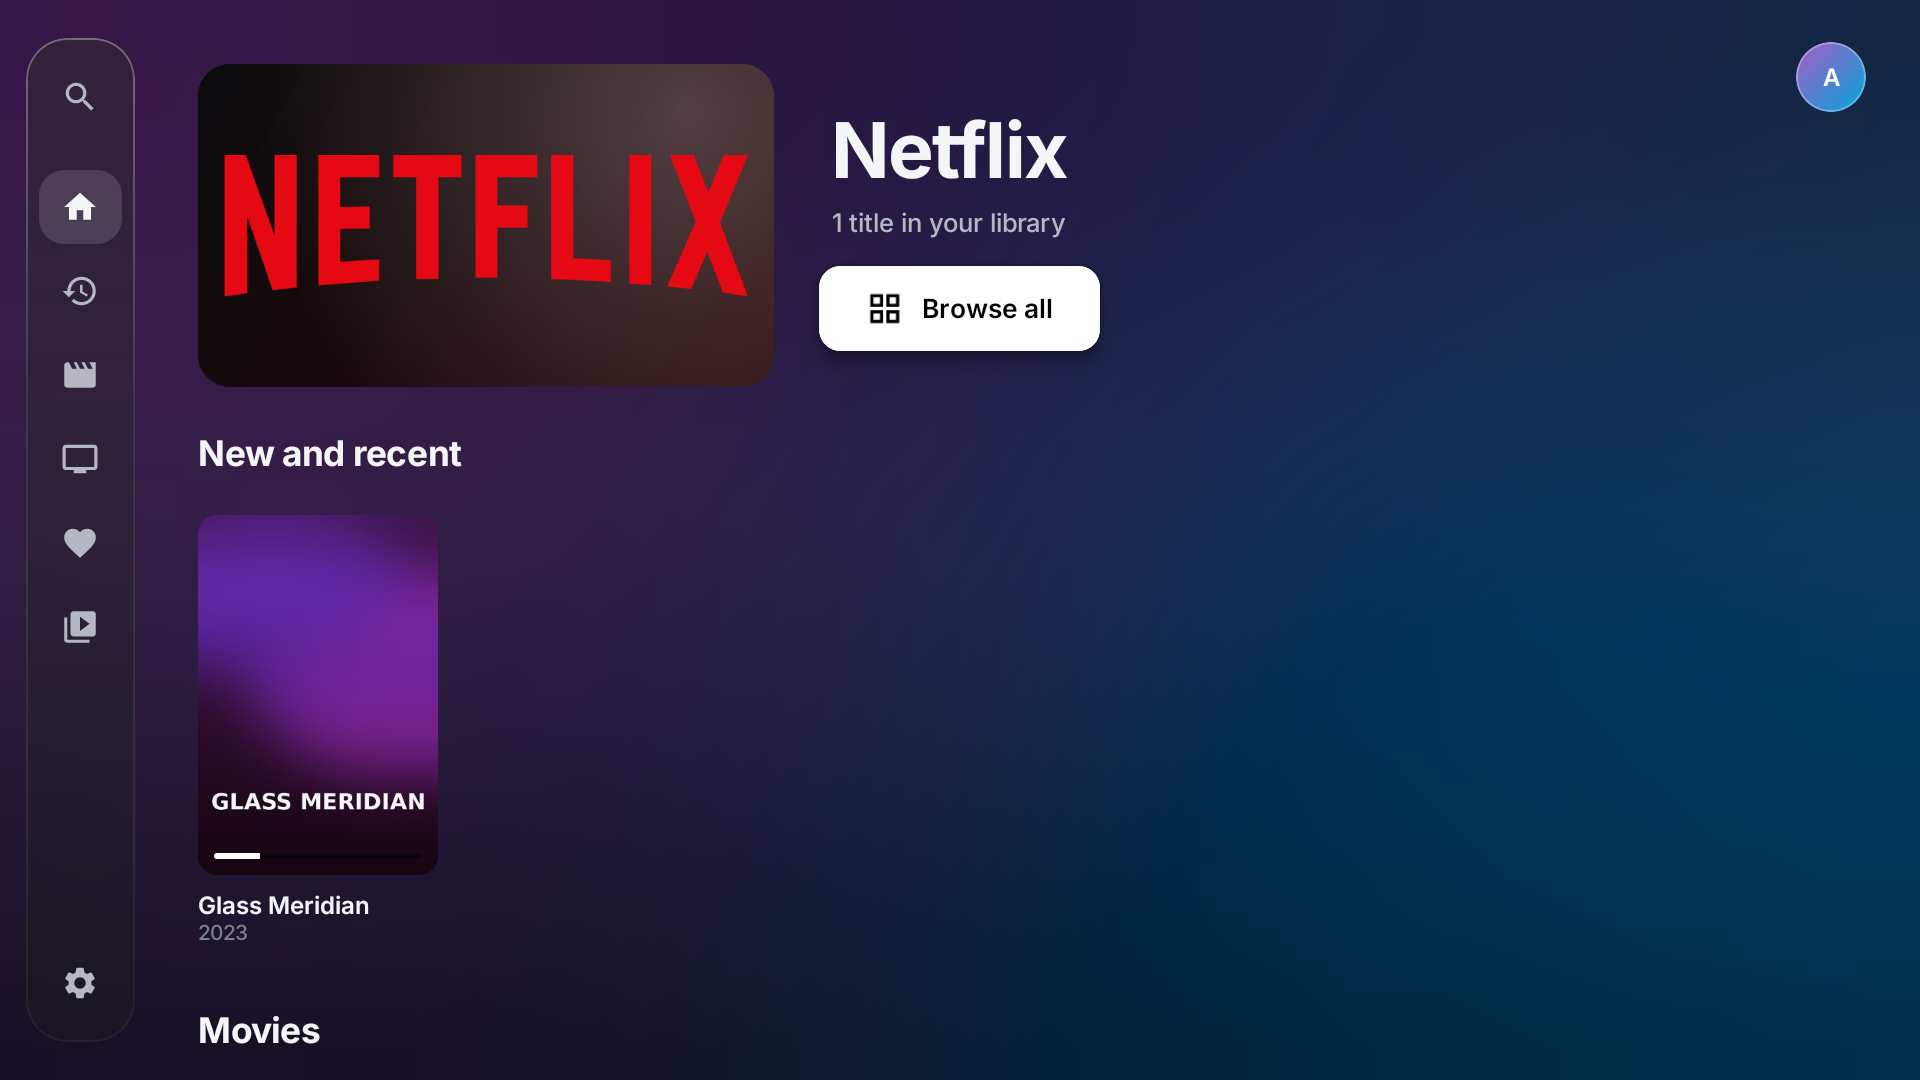 A
NETFLIX
Netflix
1 title in your library
Browse all
New and recent
GLASS MERIDIAN
Glass Meridian
2023
Movies